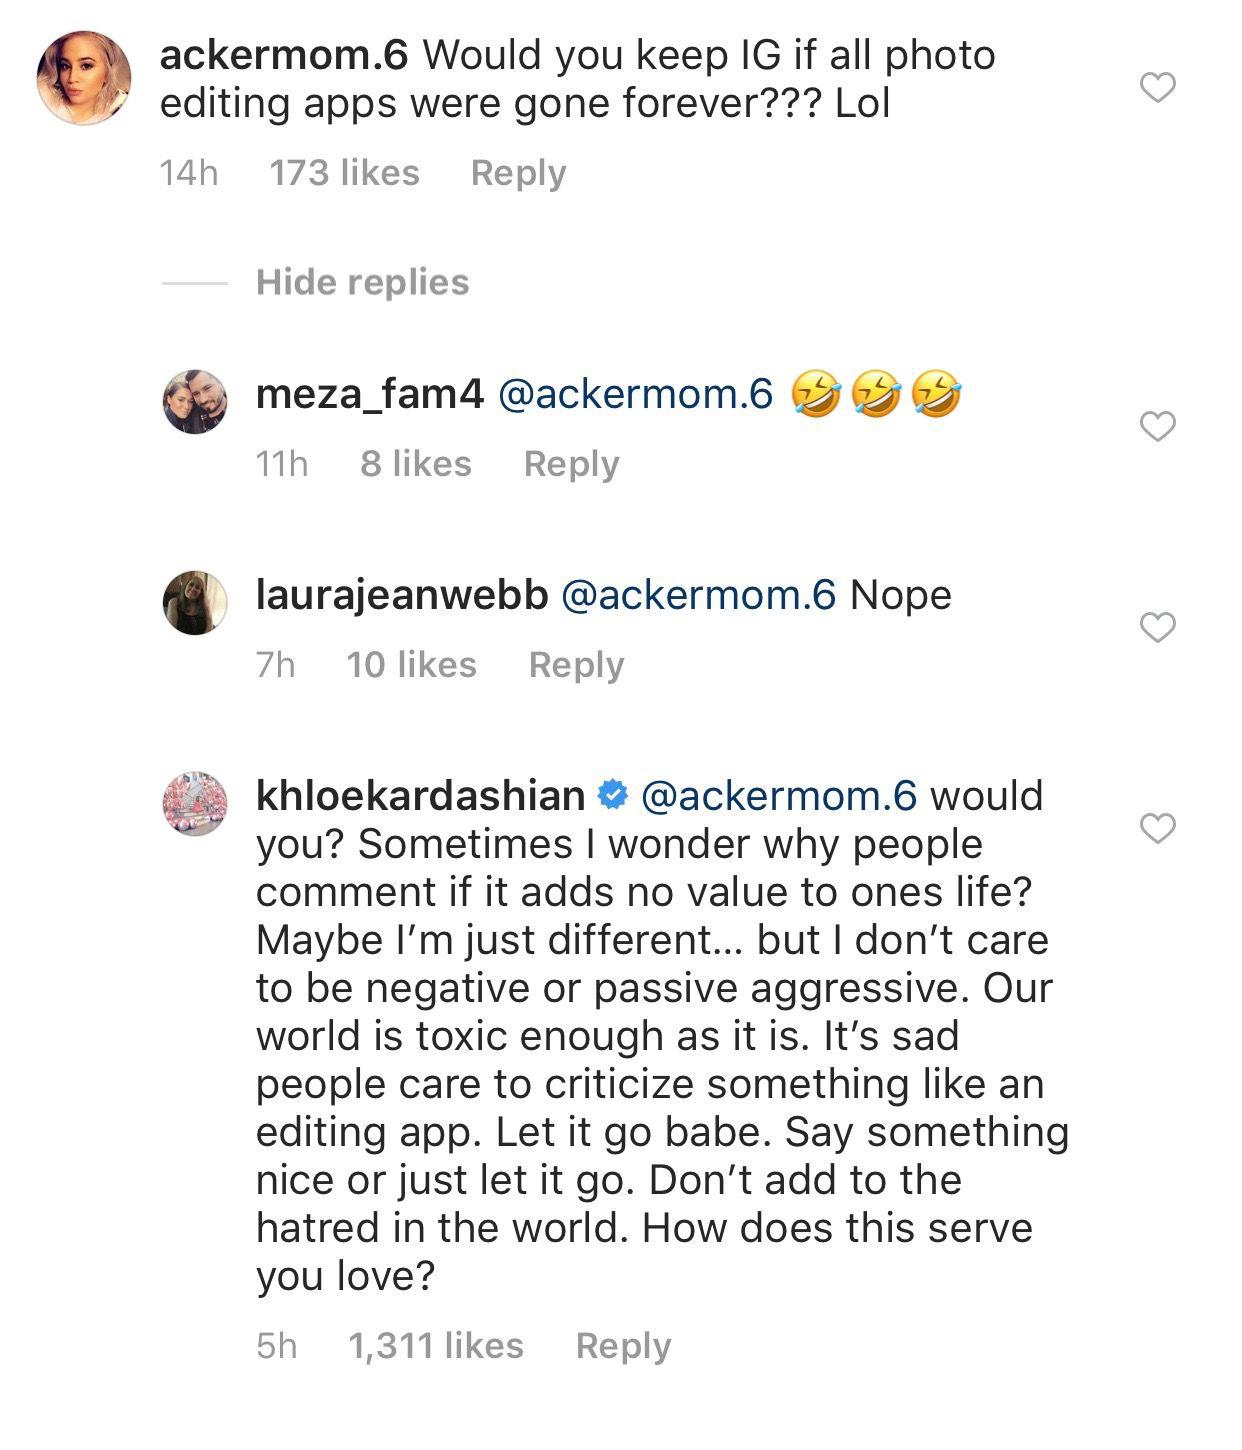 ackermom.6 Would you keep IG if all photo
editing apps were gone forever??? Lol
14h 173 likes Reply
Hide replies
meza_fam4 @ackermom.6 🤣🤣🤣
11h 8 likes Reply
laurajeanwebb @ackermom.6 Nope
7h 10 likes Reply
khloekardashian @ackermom.6 would
you? Sometimes I wonder why people
comment if it adds no value to ones life?
Maybe I’m just different... but I don’t care
to be negative or passive aggressive. Our
world is toxic enough as it is. It’s sad
people care to criticize something like an
editing app. Let it go babe. Say something
nice or just let it go. Don’t add to the
hatred in the world. How does this serve
you love?
5h 1,311 likes Reply